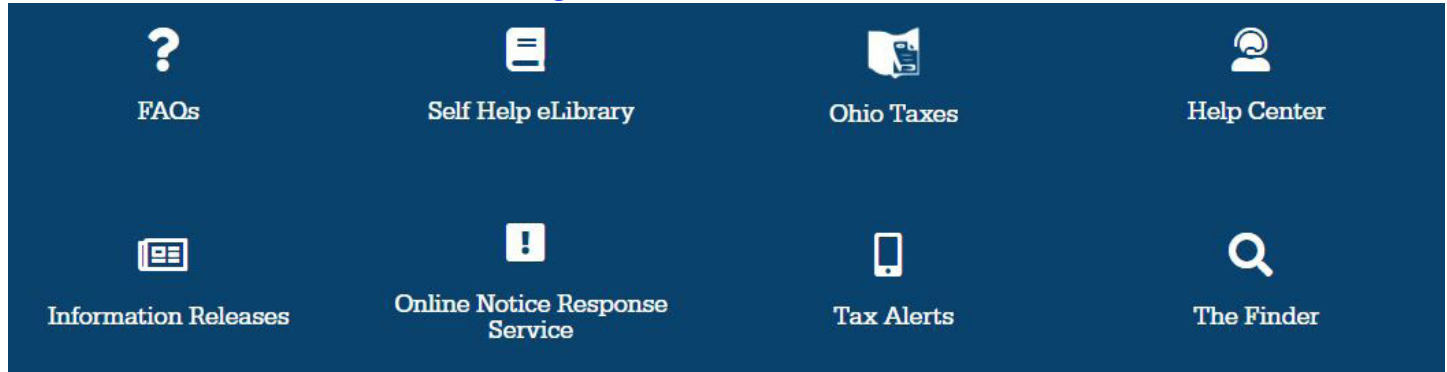 FAQs
Self Help eLibrary
Ohio Taxes
Help Center
Information Releases
Online Notice Response
Service
Tax Alerts
The Finder